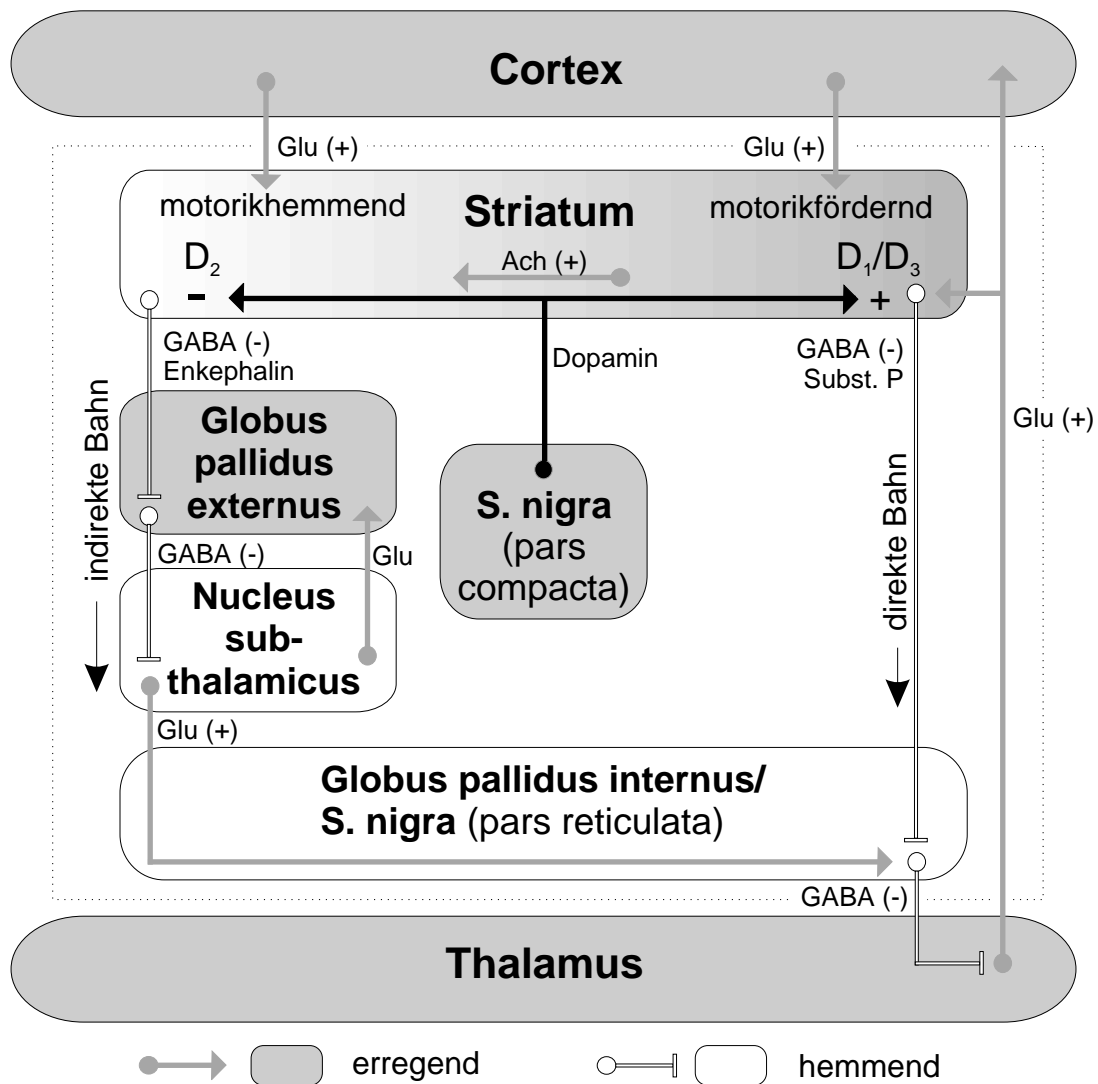 Cortex
Glu (+)
Glu (+)
motorikhemmend
Striatum
motorikfördernd
D₂
Ach (+)
D₁/D₃
-
+
GABA (-)
Enkephalin
Dopamin
GABA (-)
Subst. P
Glu (+)
indirekte Bahn
Globus
pallidus
externus
S. nigra
(pars
compacta)
direkte Bahn
GABA (-)
Glu
Nucleus
sub-
thalamicus
Glu (+)
Globus pallidus internus/
S. nigra (pars reticulata)
GABA (-)
Thalamus
erregend
hemmend